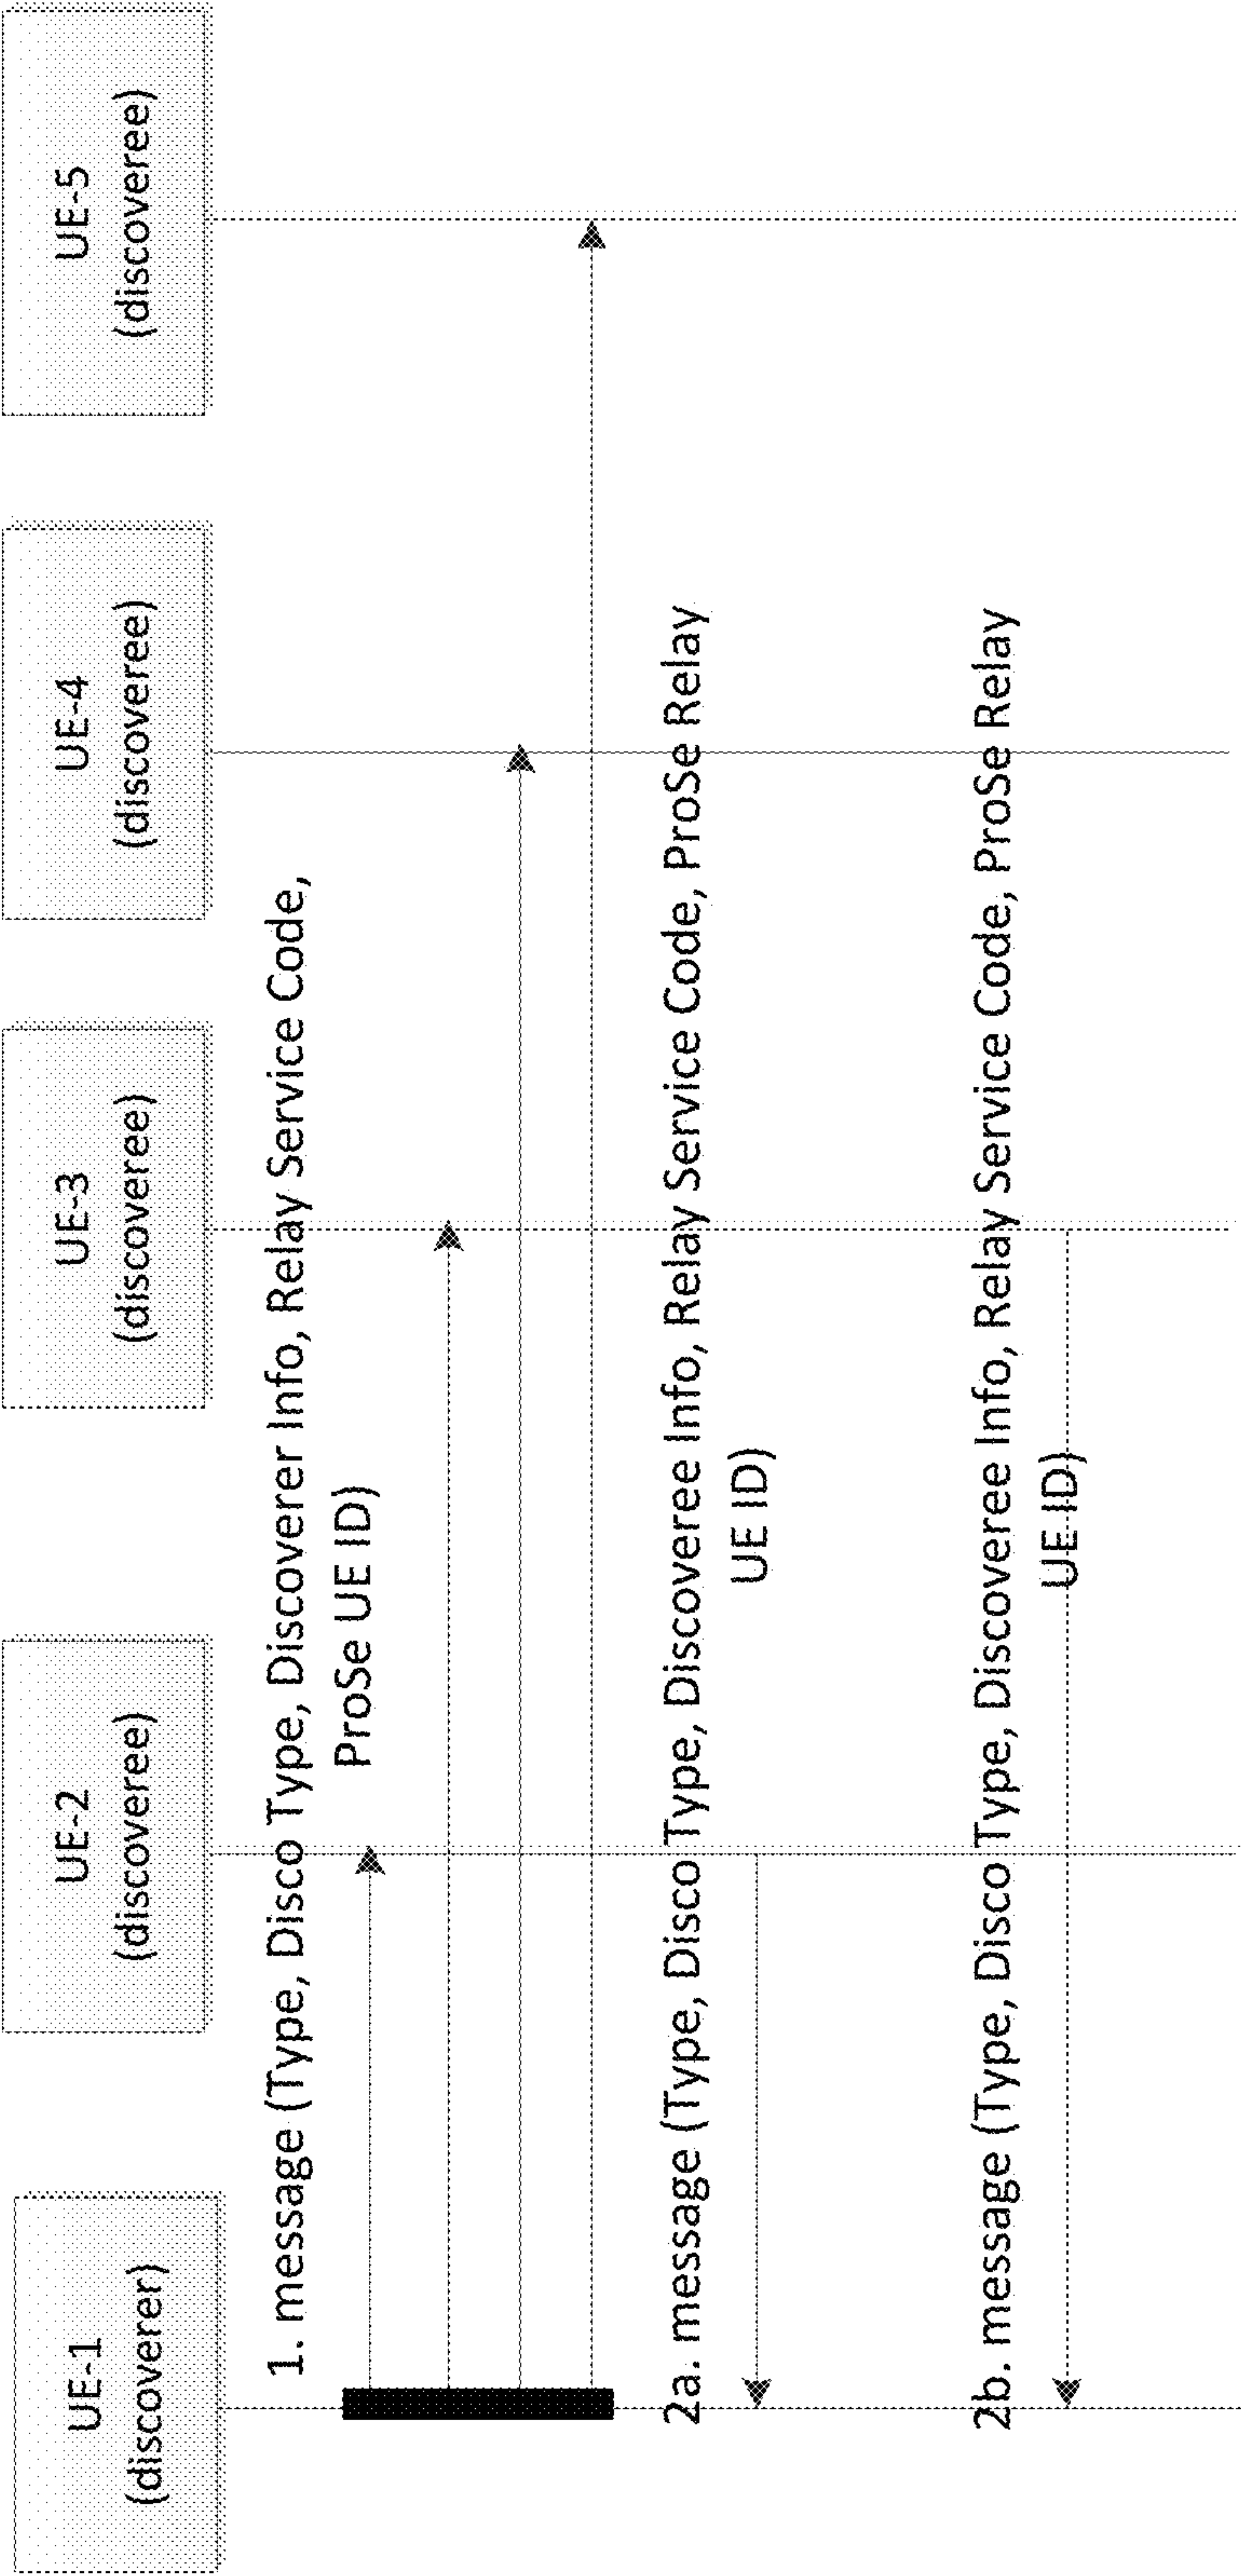 UE-1
(discoverer)
UE-2
(discoveree)
UE-3
(discoveree)
UE-4
(discoveree)
UE-5
(discoveree)
1. message (Type, Disco Type, Discoverer Info, Relay Service Code,
ProSe UE ID)
2a. message (Type, Disco Type, Discoveree Info, Relay Service Code, ProSe Relay
UE ID)
2b. message (Type, Disco Type, Discoveree Info, Relay Service Code, ProSe Relay
UE ID)